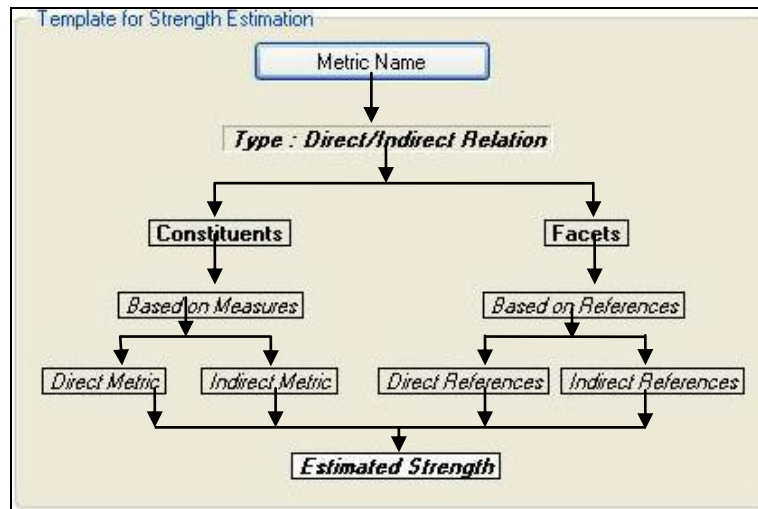 Template for Strength Estimation
Metric Name
Type : Direct/Indirect Relation
Constituents
Facets
Based on Measures
Based on References
Direct Metric
Indirect Metric
Direct References
Indirect References
Estimated Strength